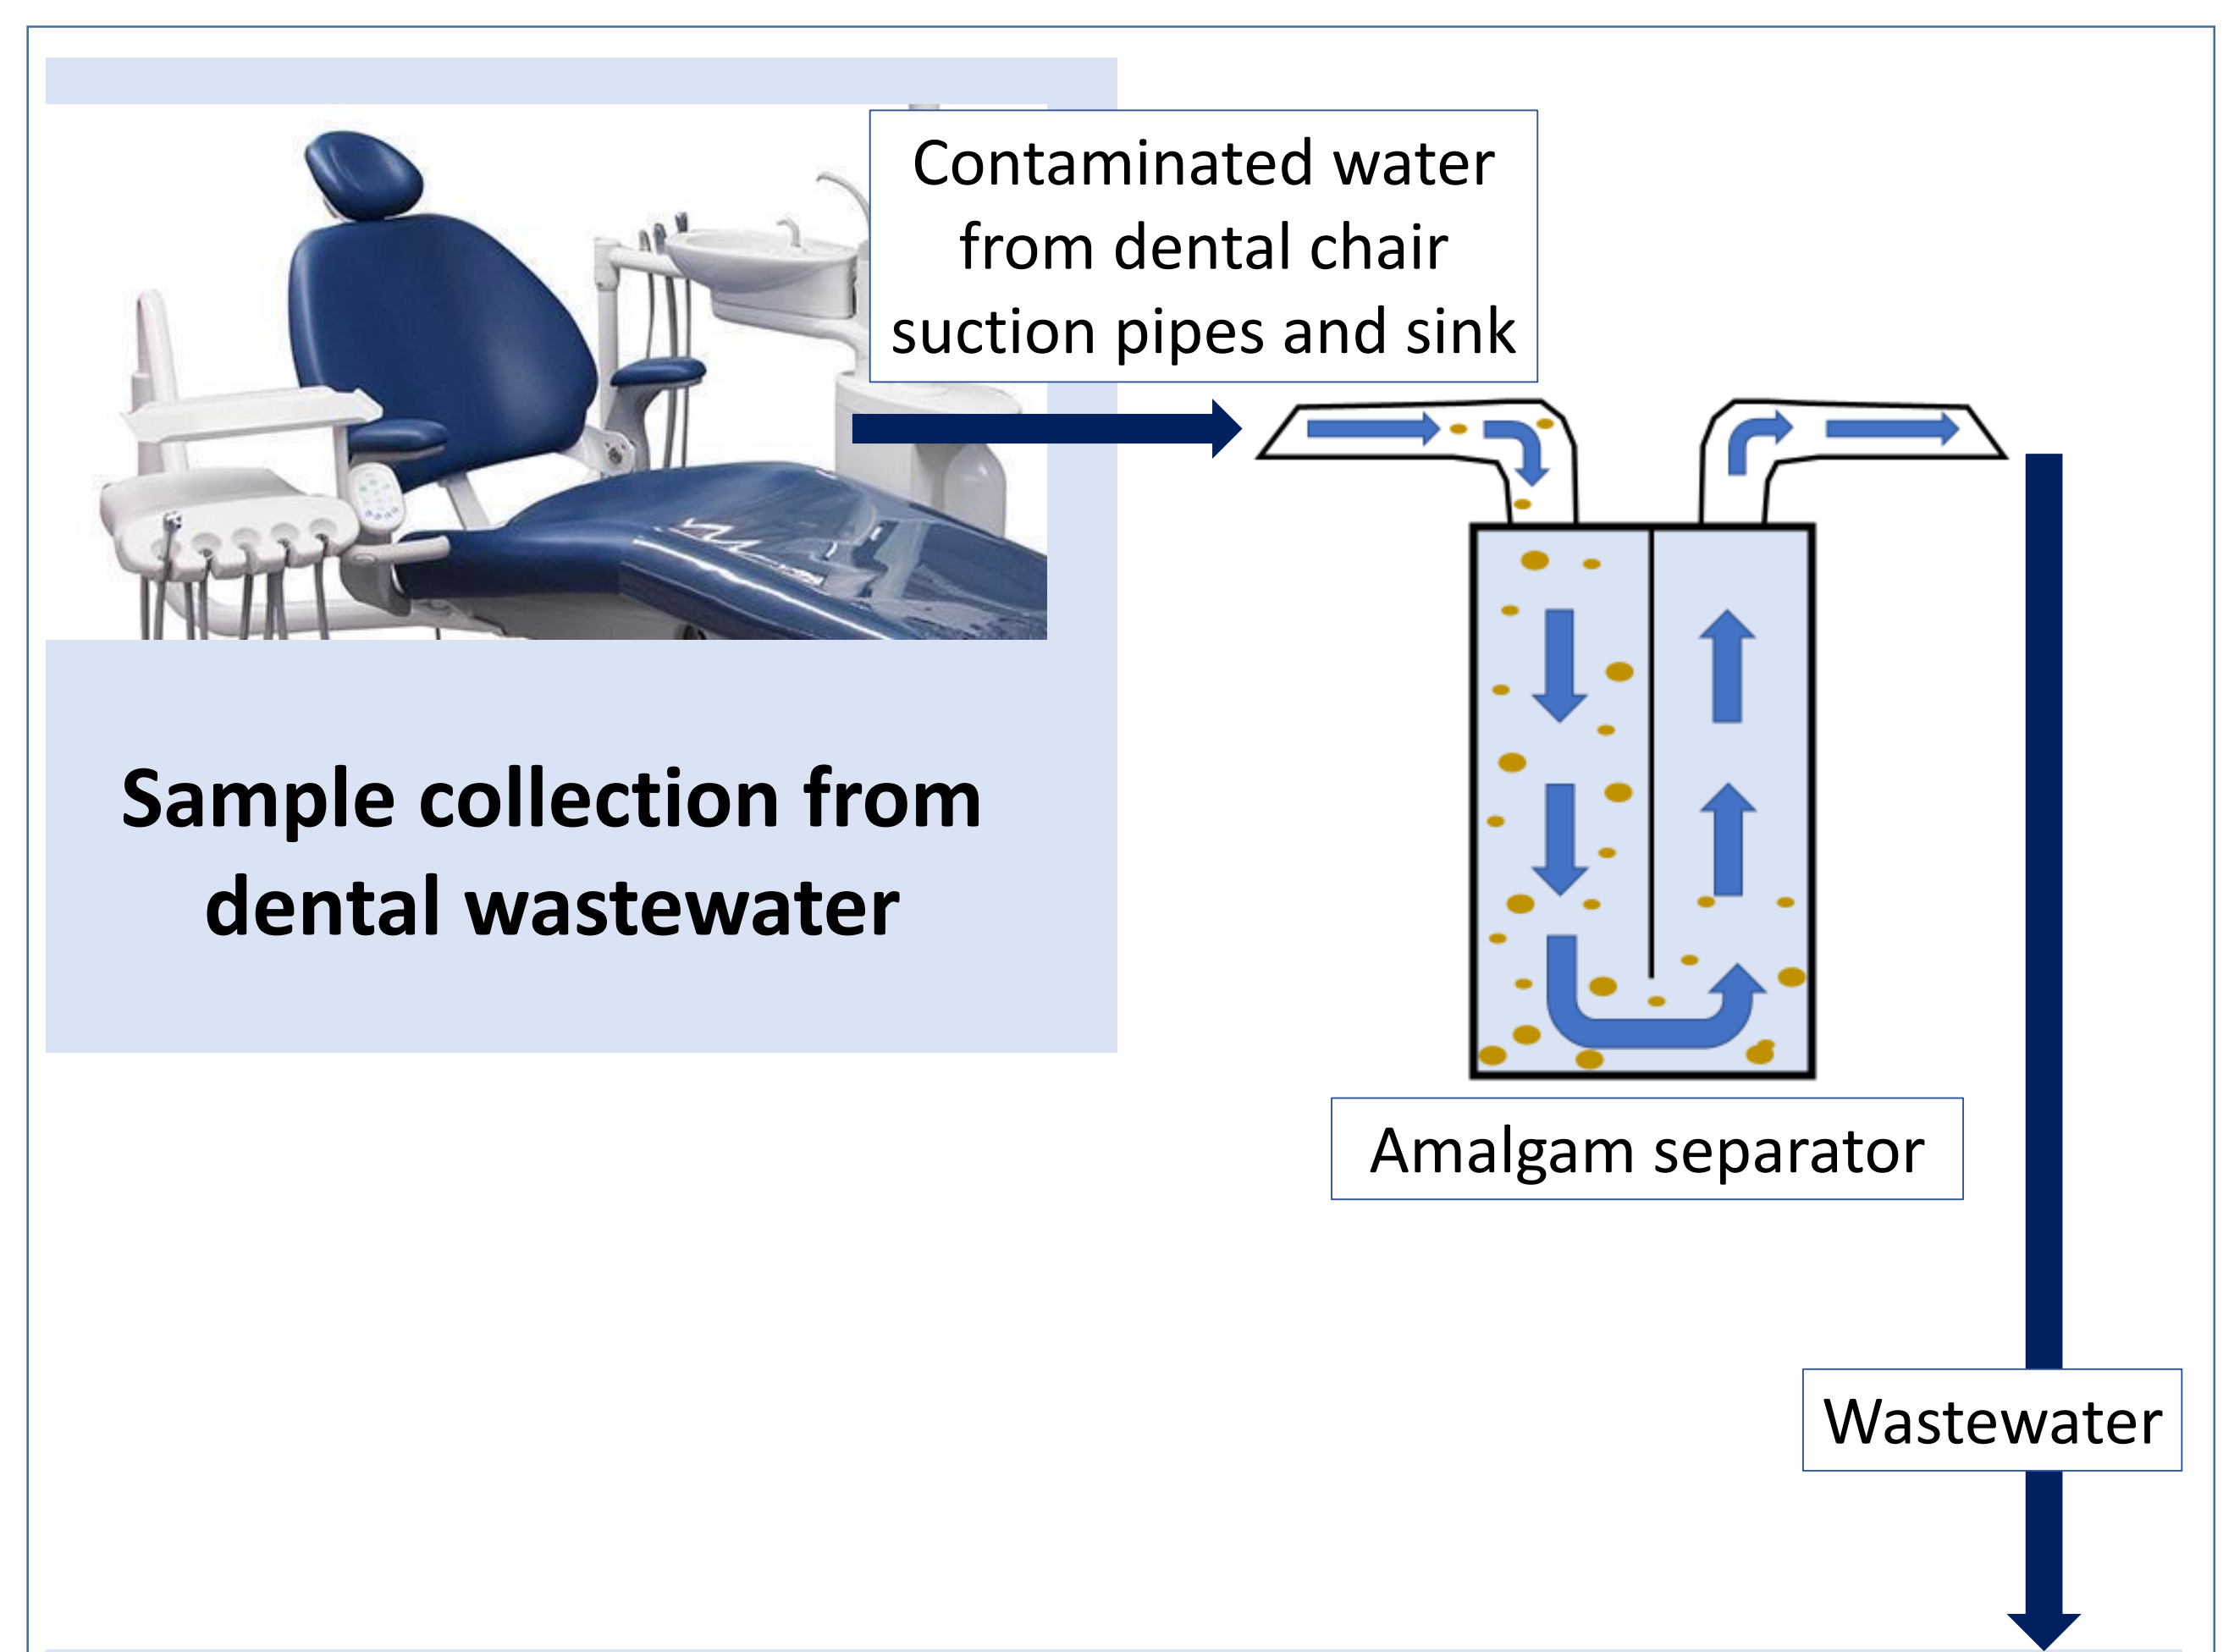 Contaminated water
from dental chair
suction pipes and sink
Sample collection from
dental wastewater
Amalgam separator
Wastewater